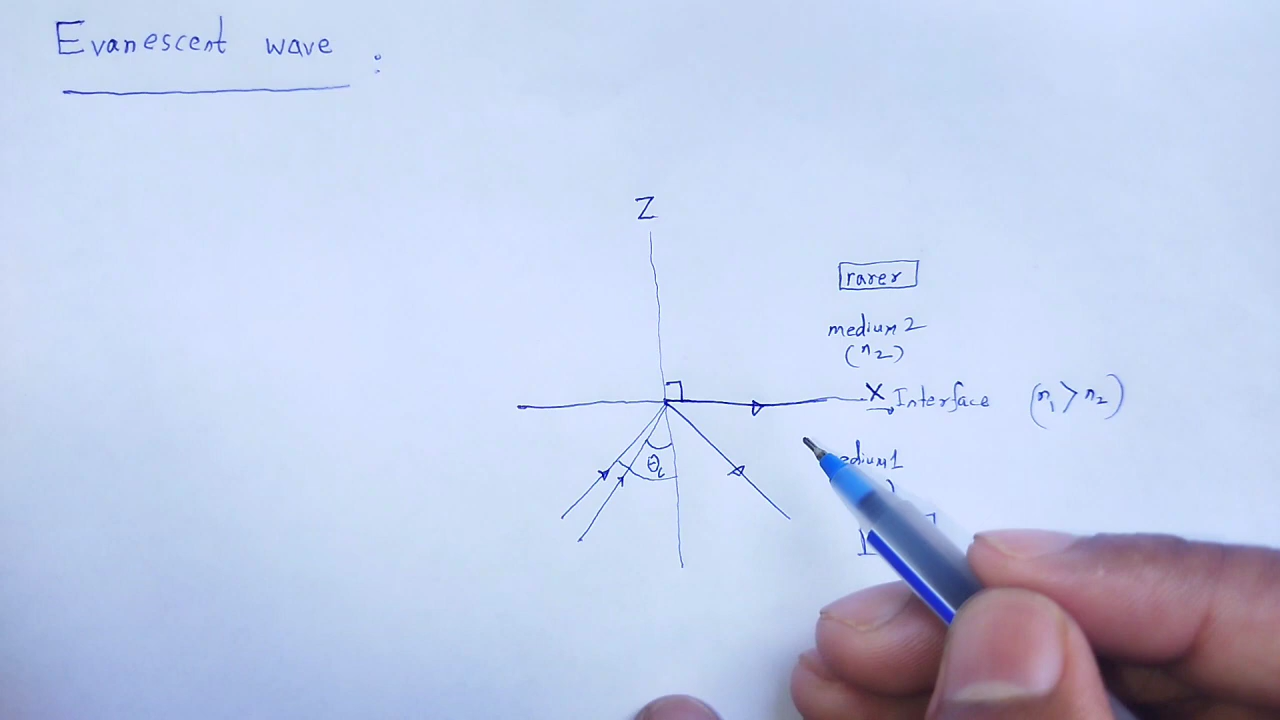 Evanescent wave :
Z
rarer
medium 2
(n2)
X Interface (n1 > n2)
θc